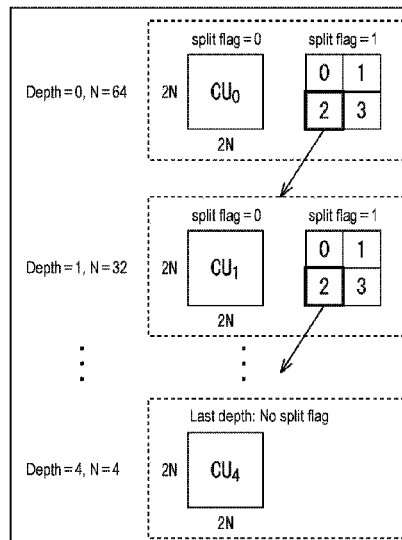 split flag = 0 split flag = 1
Depth = 0, N = 64 2N CU0 0 1
2 3
2N
split flag = 0 split flag = 1
Depth = 1, N = 32 2N CU1 0 1
2 3
2N
Last depth: No split flag
Depth = 4, N = 4 2N CU4
2N